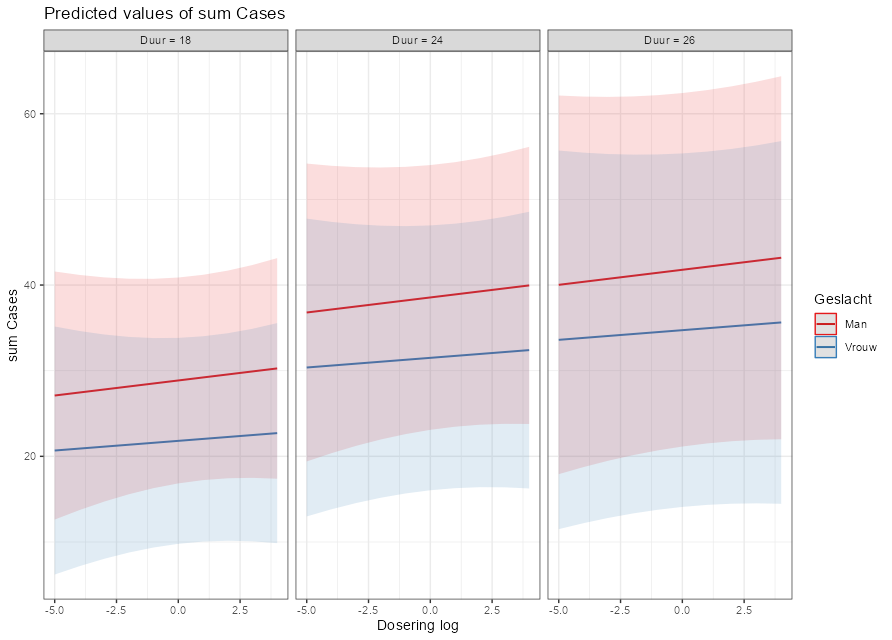 Predicted values of sum Cases
Duur = 18
Duur = 24
Duur = 26
sum Cases
60
40
20
-5.0 -2.5 0.0 2.5
-5.0 -2.5 0.0 2.5
-5.0 -2.5 0.0 2.5
Dosering log
Geslacht
Man
Vrouw